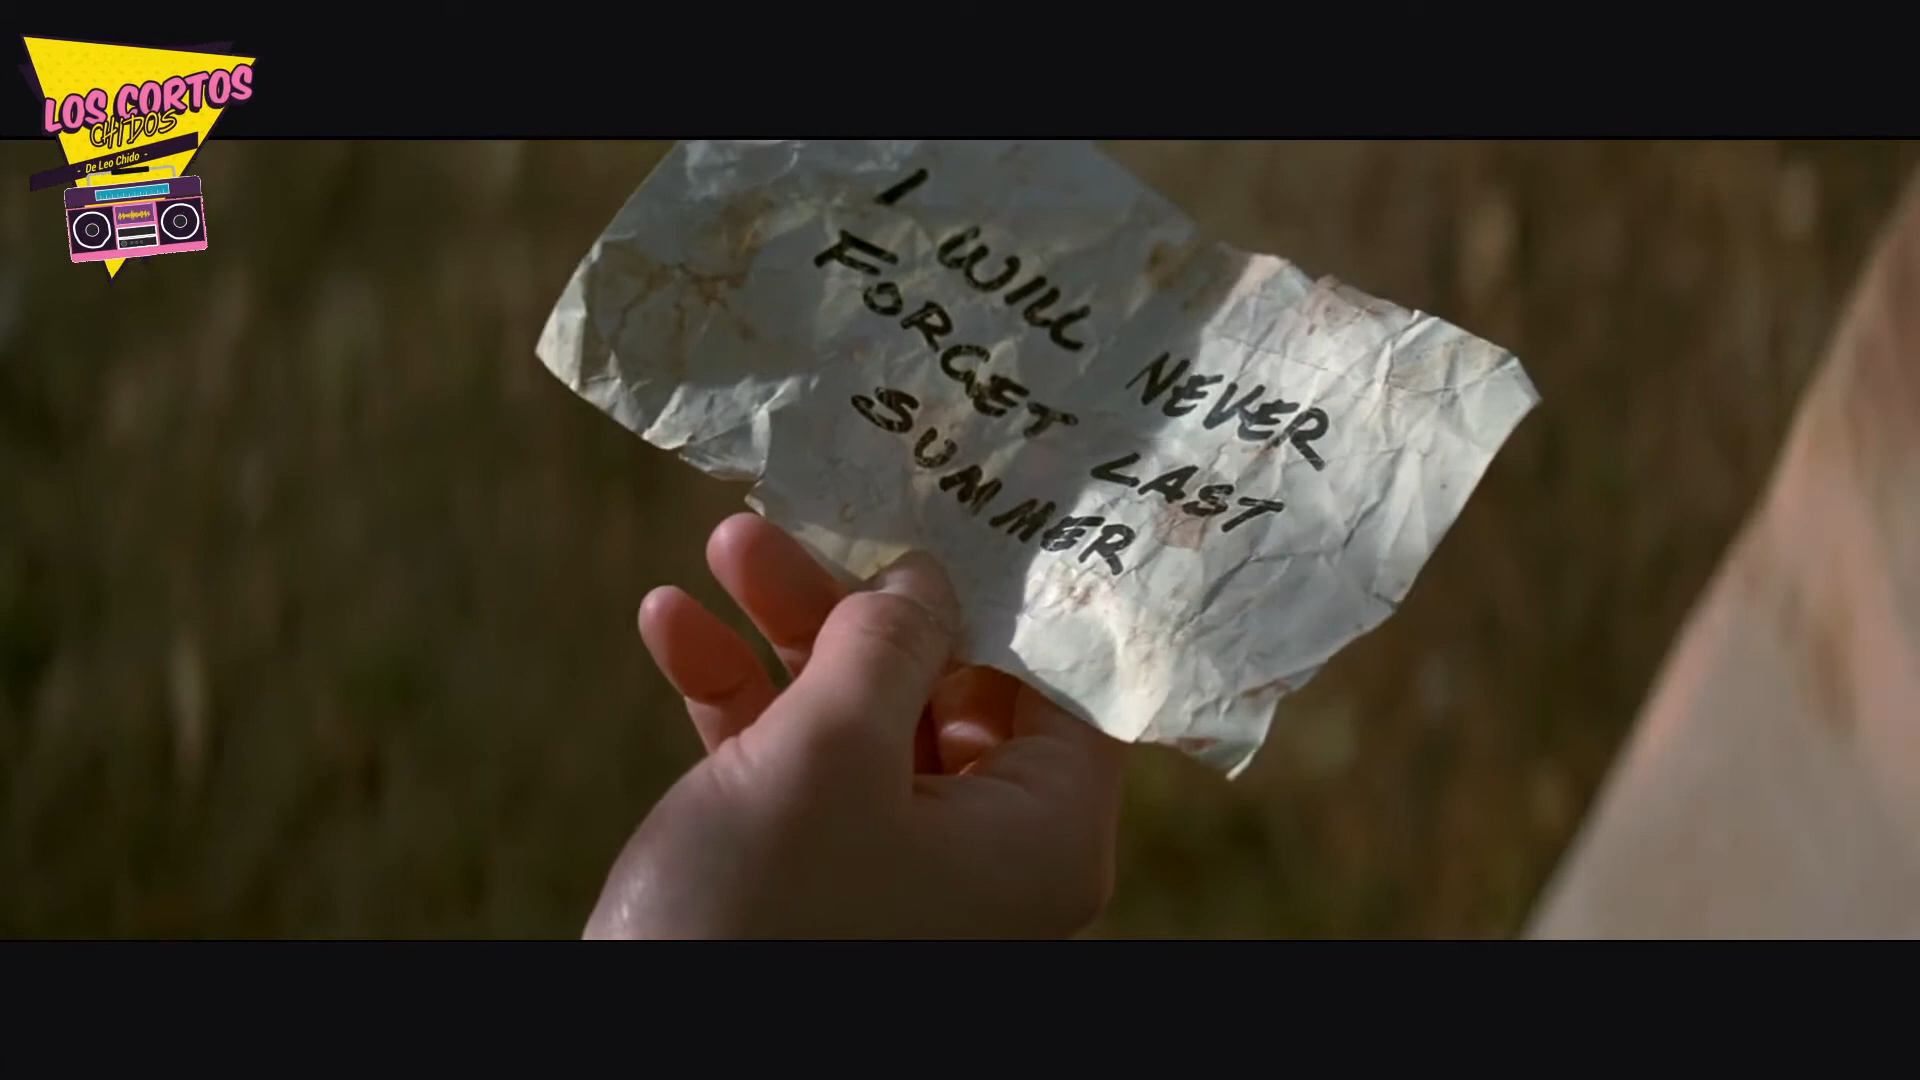 LOS CORTOS
CHIDOS
- De Leo Chido -
I WILL NEVER
FORGET LAST
SUMMER